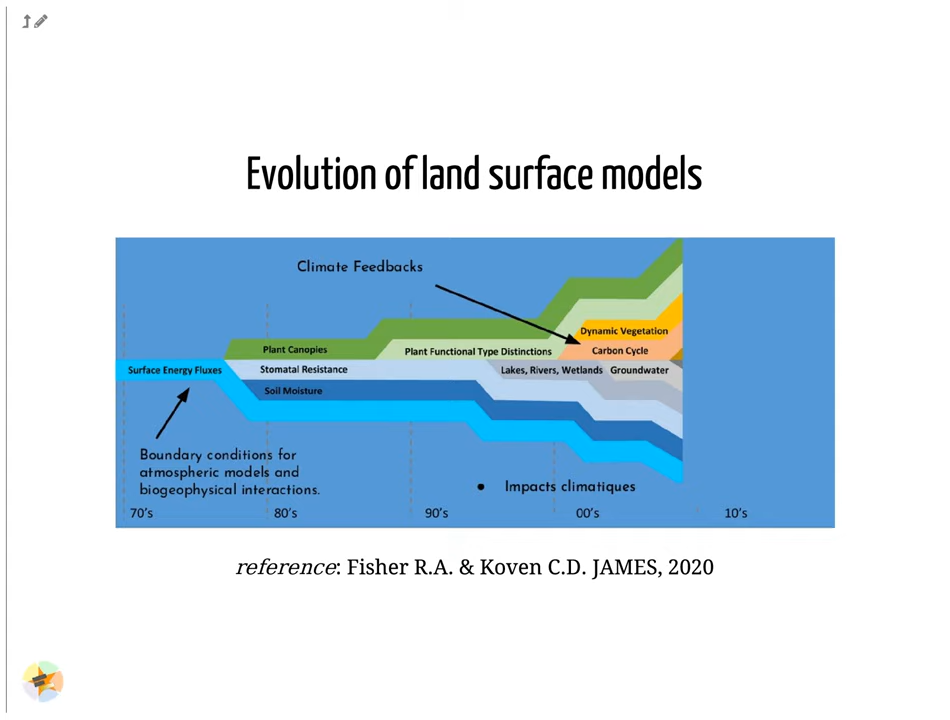 Evolution of land surface models
Climate Feedbacks
Dynamic Vegetation
Plant Canopies
Plant Functional Type Distinctions
Carbon Cycle
Surface Energy Fluxes
Stomatal Resistance
Lakes, Rivers, Wetlands
Groundwater
Soil Moisture
Boundary conditions for
atmospheric models and
biogeophysical interactions.
• Impacts climatiques
70's
80's
90's
00's
10's
reference: Fisher R.A. & Koven C.D. JAMES, 2020